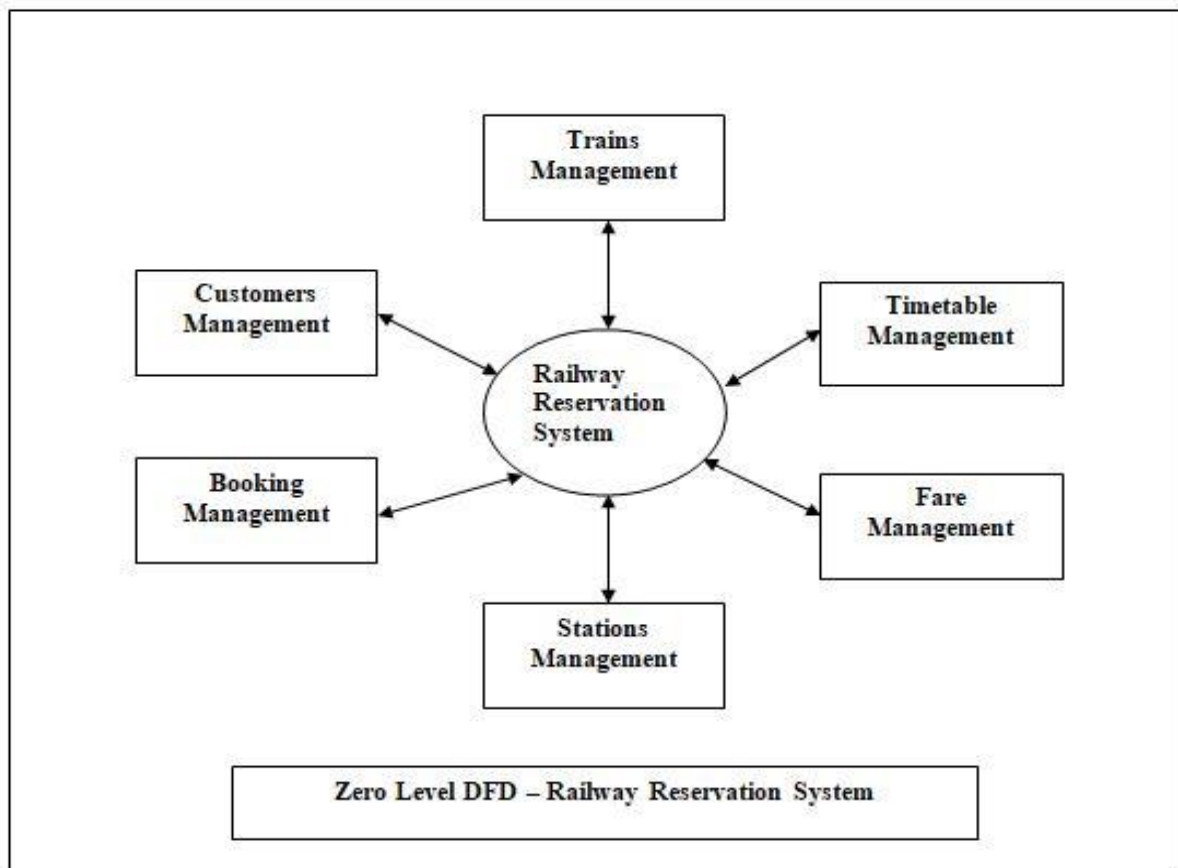 Trains
Management
Customers
Management
Timetable
Management
Railway
Reservation
System
Booking
Management
Fare
Management
Stations
Management
Zero Level DFD – Railway Reservation System